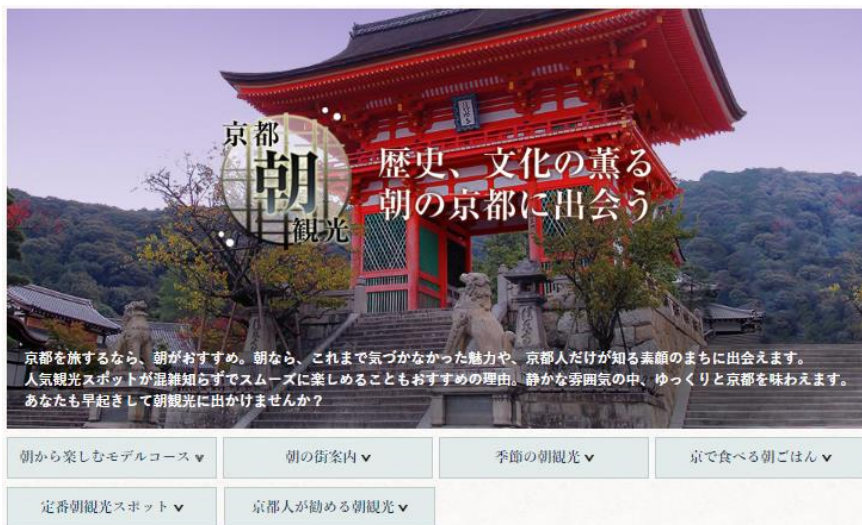 京都
朝
観光
歴史、文化の薫る
朝の京都に出会う
京都を旅するなら、朝がおすすめ。朝なら、これまで気づかなかった魅力や、京都人だけが知る素顔のまちに出会えます。
人気観光スポットが混雑知らずでスムーズに楽しめることもおすすめの理由。静かな雰囲気の中、ゆっくりと京都を味わえます。
あなたも早起きして朝観光に出かけませんか？
朝から楽しむモデルコース
朝の街案内
季節の朝観光
京で食べる朝ごはん
定番朝観光スポット
京都人が勧める朝観光